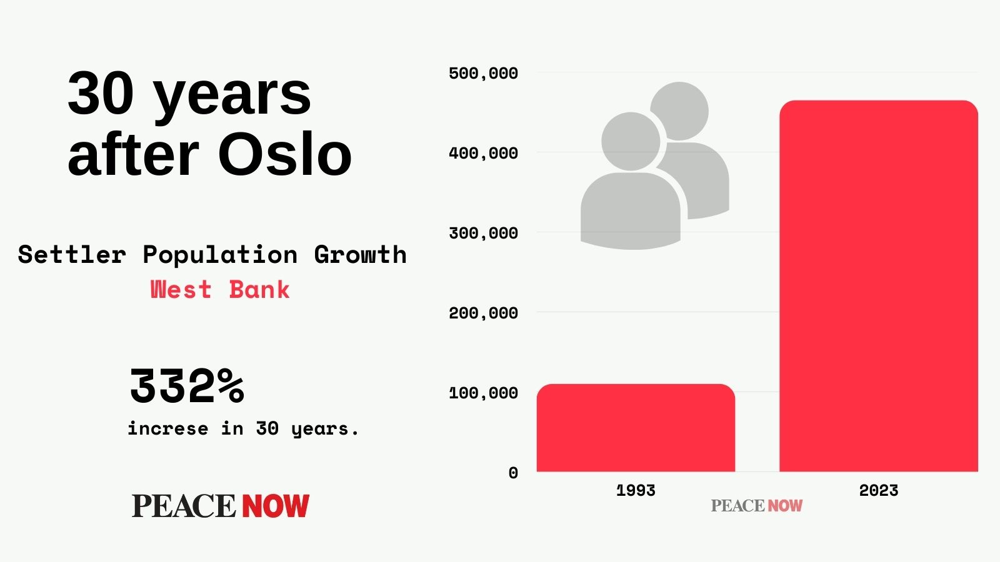 30 years
after Oslo
Settler Population Growth
West Bank
332%
increse in 30 years.
PEACE NOW
500,000
400,000
300,000
200,000
100,000
0
1993
2023
PEACE NOW